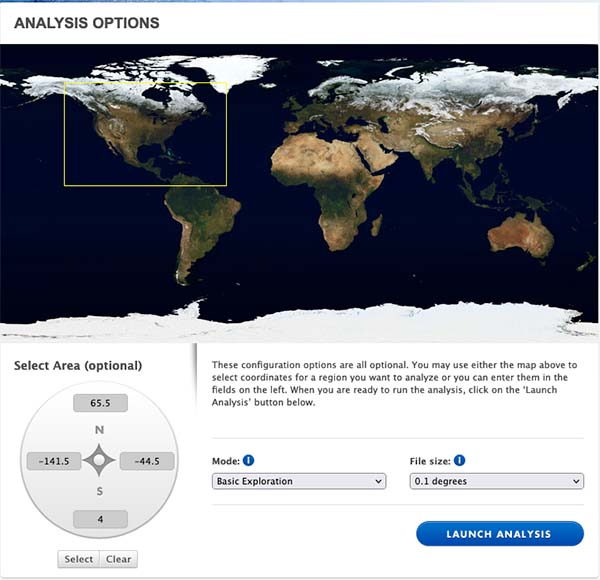 ANALYSIS OPTIONS
Select Area (optional)
65.5
N
-141.5
-44.5
S
4
Select
Clear
These configuration options are all optional. You may use either the map above to
select coordinates for a region you want to analyze or you can enter them in the
fields on the left. When you are ready to run the analysis, click on the 'Launch
Analysis' button below.
Mode: i
File size: i
Basic Exploration
0.1 degrees
LAUNCH ANALYSIS